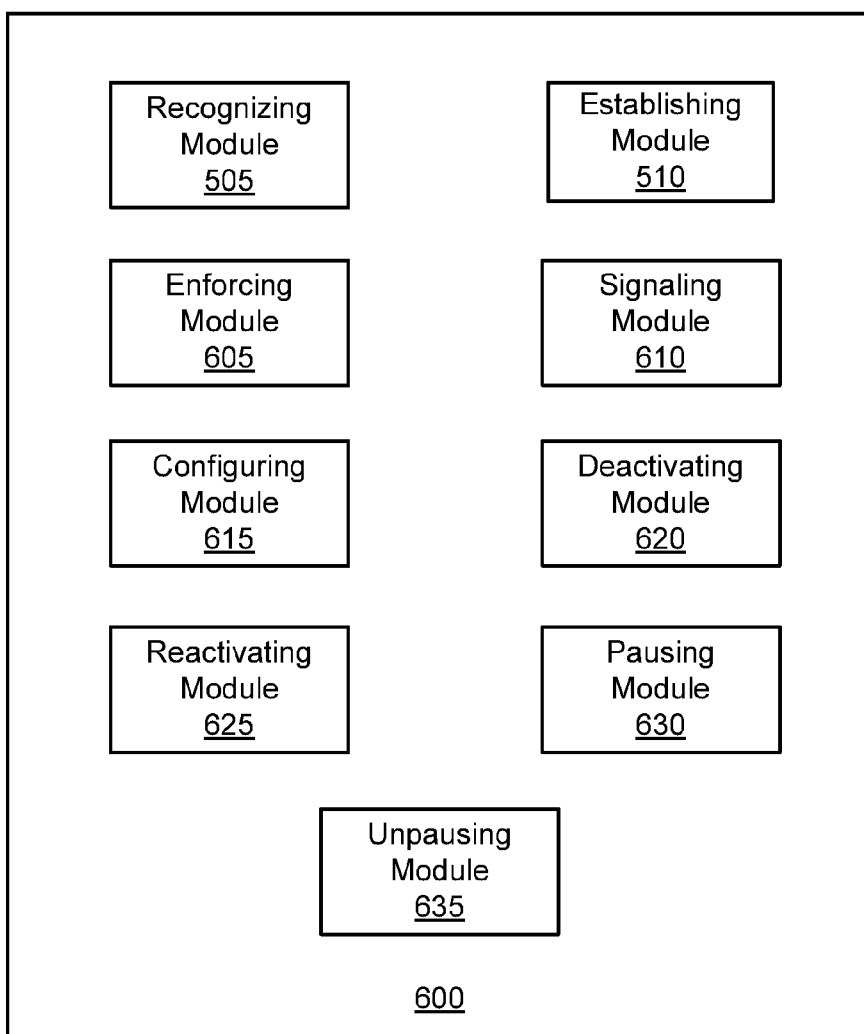 Recognizing
Module
505
Establishing
Module
510
Enforcing
Module
605
Signaling
Module
610
Configuring
Module
615
Deactivating
Module
620
Reactivating
Module
625
Pausing
Module
630
Unpausing
Module
635
600